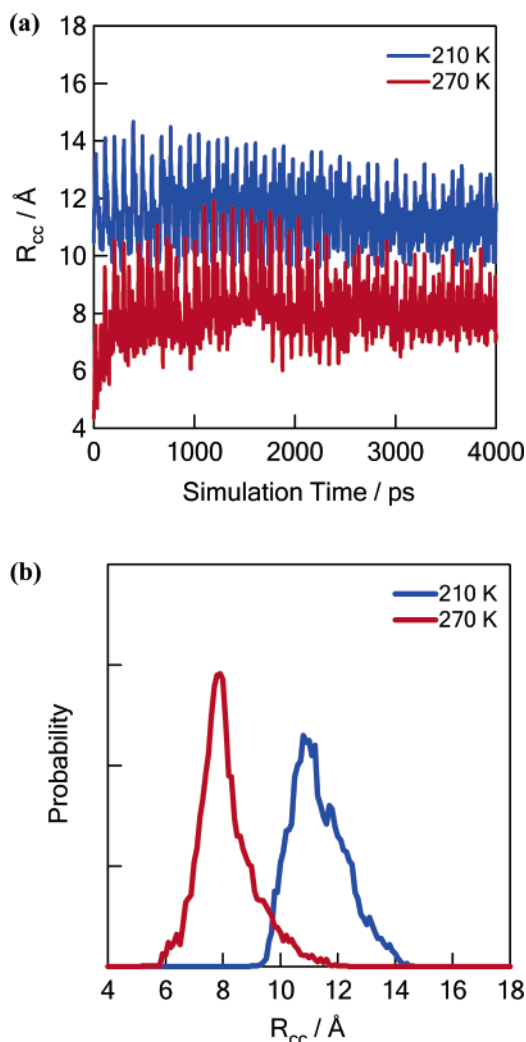 (a)
18
16
14
12
10
8
6
4
R_cc / Å
210 K
270 K
0
1000
2000
3000
4000
Simulation Time / ps
(b)
Probability
210 K
270 K
4
6
8
10
12
14
16
18
R_cc / Å